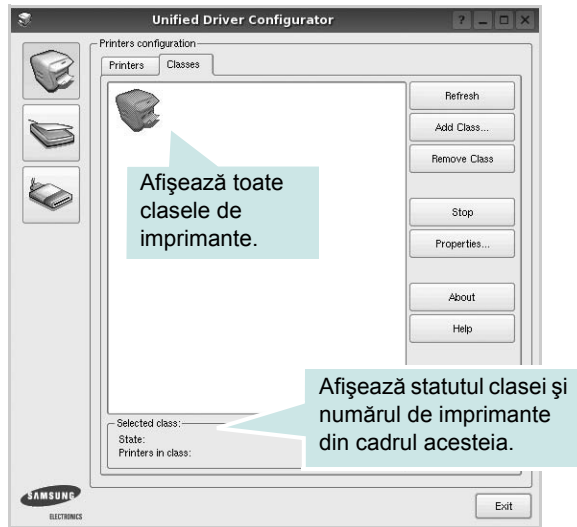 Unified Driver Configurator
Printers configuration
Printers Classes
Refresh
Add Class...
Remove Class
Afişează toate
clasele de
imprimante.
Stop
Properties...
About
Help
Afişează statutul clasei şi
numărul de imprimante
din cadrul acesteia.
Selected class:
State:
Printers in class:
SAMSUNG
ELECTRONICS
Exit